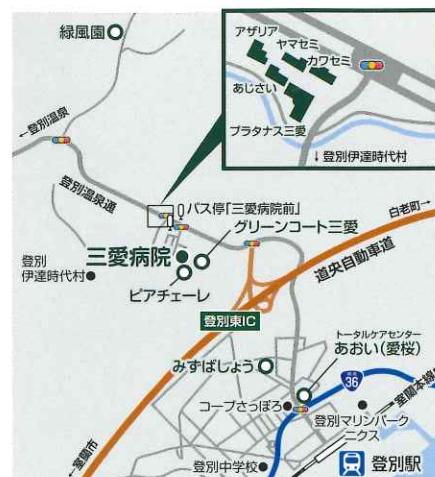 緑風園
アザリア
ヤマセミ
カワセミ
あじさい
プラタナス三愛
↓登別伊達時代村
←登別温泉
登別温泉通
バス停「三愛病院前」
グリーンコート三愛
白老町→
三愛病院
登別
伊達時代村
ピアチェーレ
道央自動車道
登別東IC
トータルケアセンター
あおい(愛桜)
みずばしょう
36
室蘭本線
コープさっぽろ
登別マリンパーク
ニクス
←室蘭市
登別中学校
登別駅